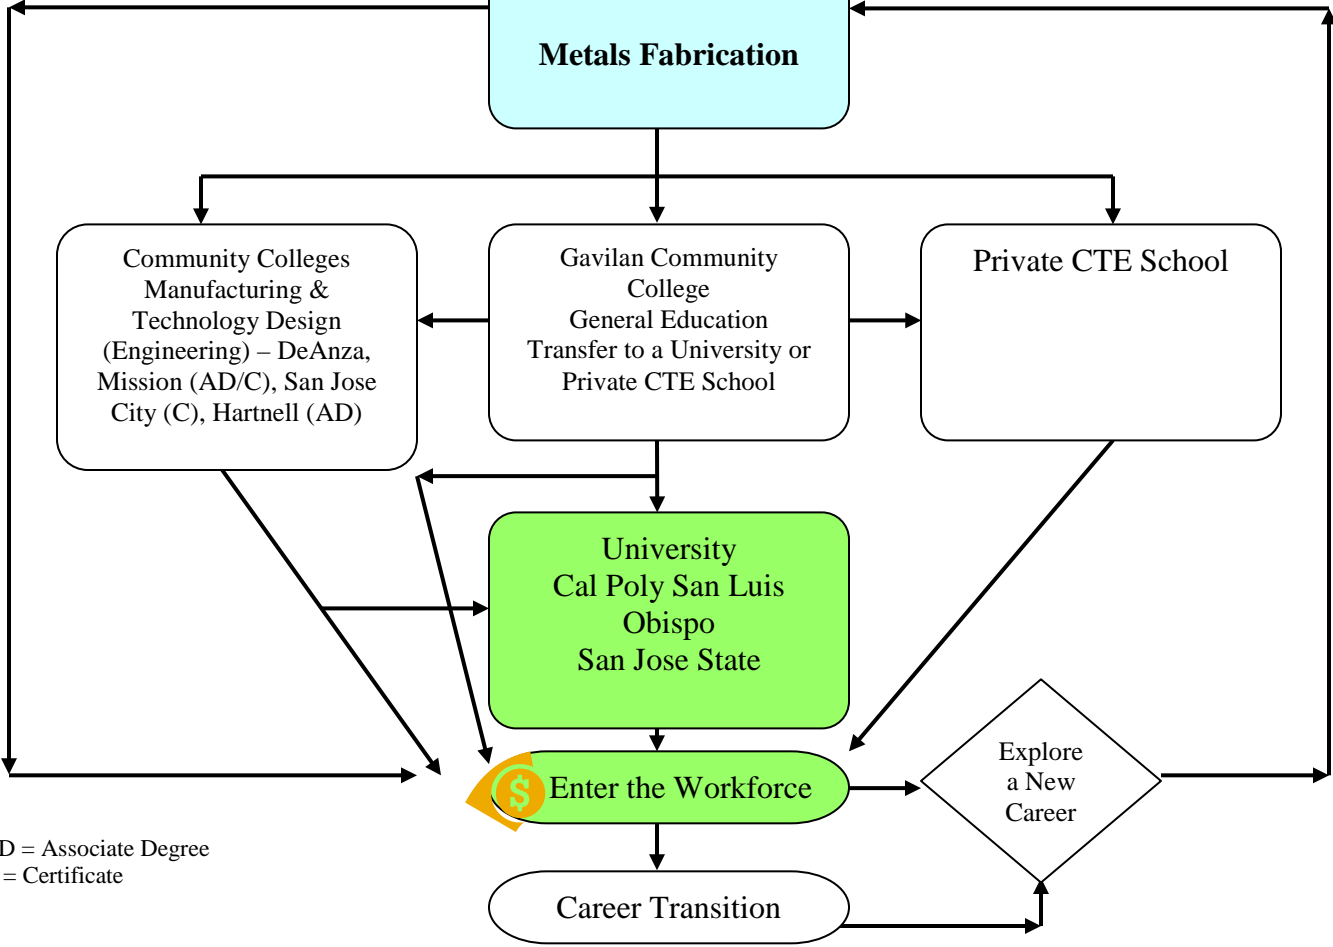 Metals Fabrication
Community Colleges
Manufacturing &
Technology Design
(Engineering) – DeAnza,
Mission (AD/C), San Jose
City (C), Hartnell (AD)
Gavilan Community
College
General Education
Transfer to a University or
Private CTE School
Private CTE School
University
Cal Poly San Luis
Obispo
San Jose State
$ Enter the Workforce
Explore
a New
Career
D = Associate Degree
= Certificate
Career Transition